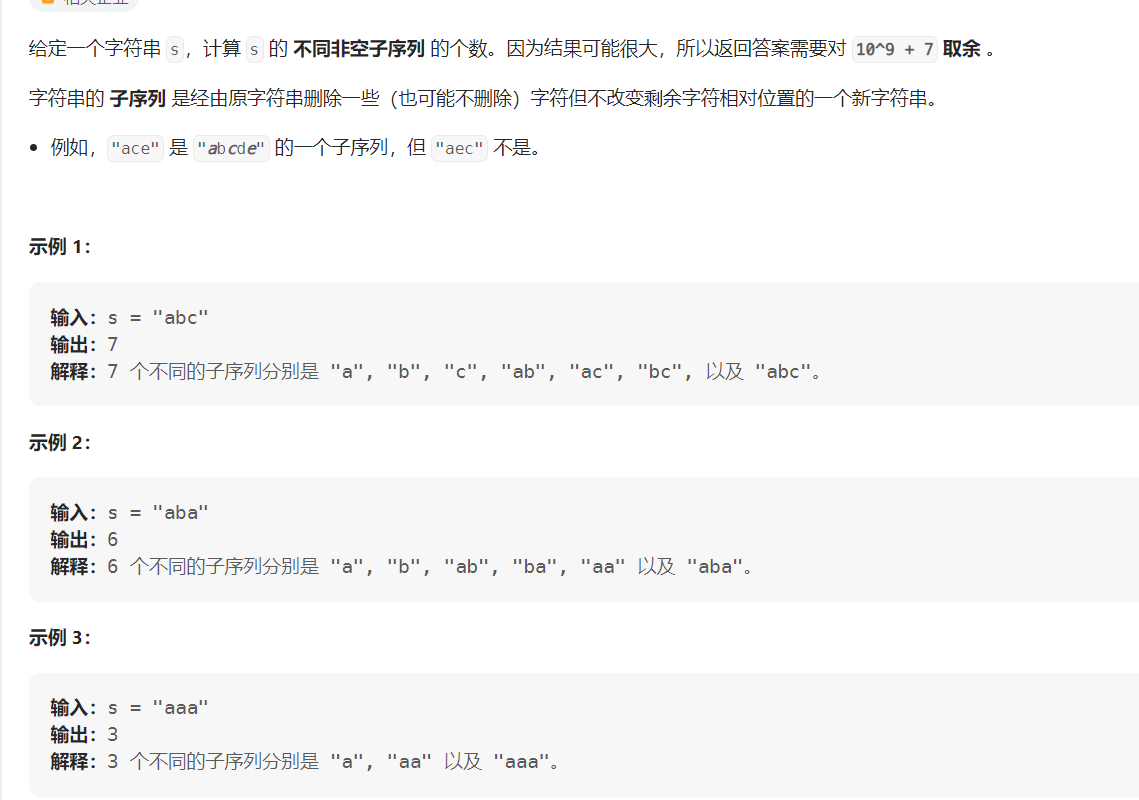 相关企业
给定一个字符串 s，计算 s 的 不同非空子序列 的个数。因为结果可能很大，所以返回答案需要对 10^9 + 7 取余 。
字符串的 子序列 是经由原字符串删除一些（也可能不删除）字符但不改变剩余字符相对位置的一个新字符串。
• 例如，"ace" 是 "abcde" 的一个子序列，但 "aec" 不是。
示例 1：
输入：s = "abc"
输出：7
解释：7 个不同的子序列分别是 "a", "b", "c", "ab", "ac", "bc", 以及 "abc"。
示例 2：
输入：s = "aba"
输出：6
解释：6 个不同的子序列分别是 "a", "b", "ab", "ba", "aa" 以及 "aba"。
示例 3：
输入：s = "aaa"
输出：3
解释：3 个不同的子序列分别是 "a", "aa" 以及 "aaa"。